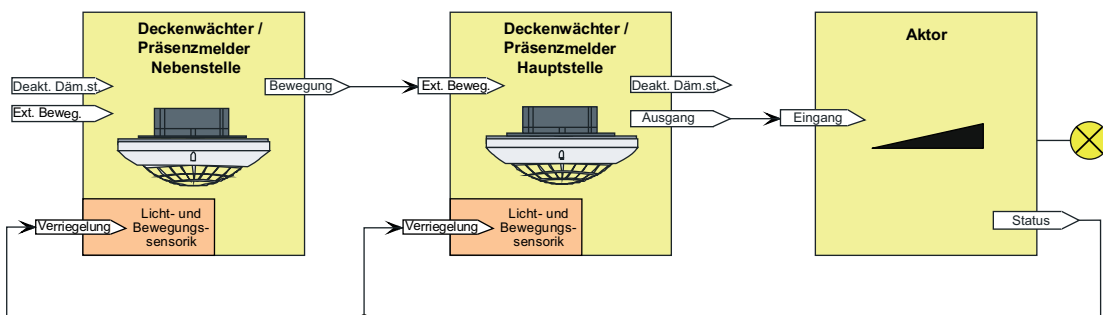 Deckenwächter /
Präsenzmelder
Nebenstelle
Deakt. Däm.st.
Ext. Beweg.
Bewegung
Verriegelung
Licht- und
Bewegungs-
sensorik
Deckenwächter /
Präsenzmelder
Hauptstelle
Ext. Beweg.
Deakt. Däm.st.
Ausgang
Verriegelung
Licht- und
Bewegungs-
sensorik
Aktor
Eingang
Status